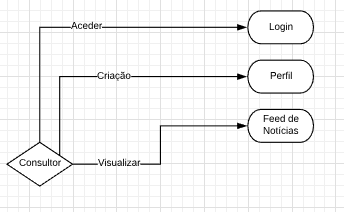 Aceder
Login
Criação
Perfil
Feed de
Notícias
Consultor
Visualizar